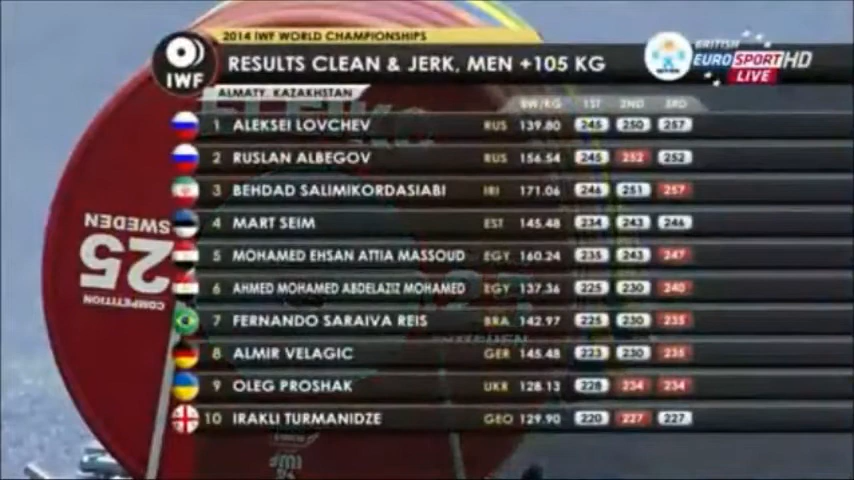 2014 IWF WORLD CHAMPIONSHIPS
IWF RESULTS CLEAN & JERK, MEN +105 KG
BRITISH EUROSPORT HD LIVE
ALMATY, KAZAKHSTAN
BW/KG 1ST 2ND 3RD
1 ALEKSEI LOVCHEV RUS 139.80 245 250 257
2 RUSLAN ALBEGOV RUS 156.54 245 252 252
3 BEHDAD SALIMIKORDASIABI IRI 171.06 246 251 257
4 MART SEIM EST 145.48 234 243 246
5 MOHAMED EHSAN ATTIA MASSOUD EGY 160.24 235 243 247
6 AHMED MOHAMED ABDELAZIZ MOHAMED EGY 137.36 225 230 240
7 FERNANDO SARAIVA REIS BRA 142.97 225 230 235
8 ALMIR VELAGIC GER 145.48 223 230 235
9 OLEG PROSHAK UKR 128.13 228 234 234
10 IRAKLI TURMANIDZE GEO 129.90 220 227 227
SWEDEN
25
COMPETITION
IWF